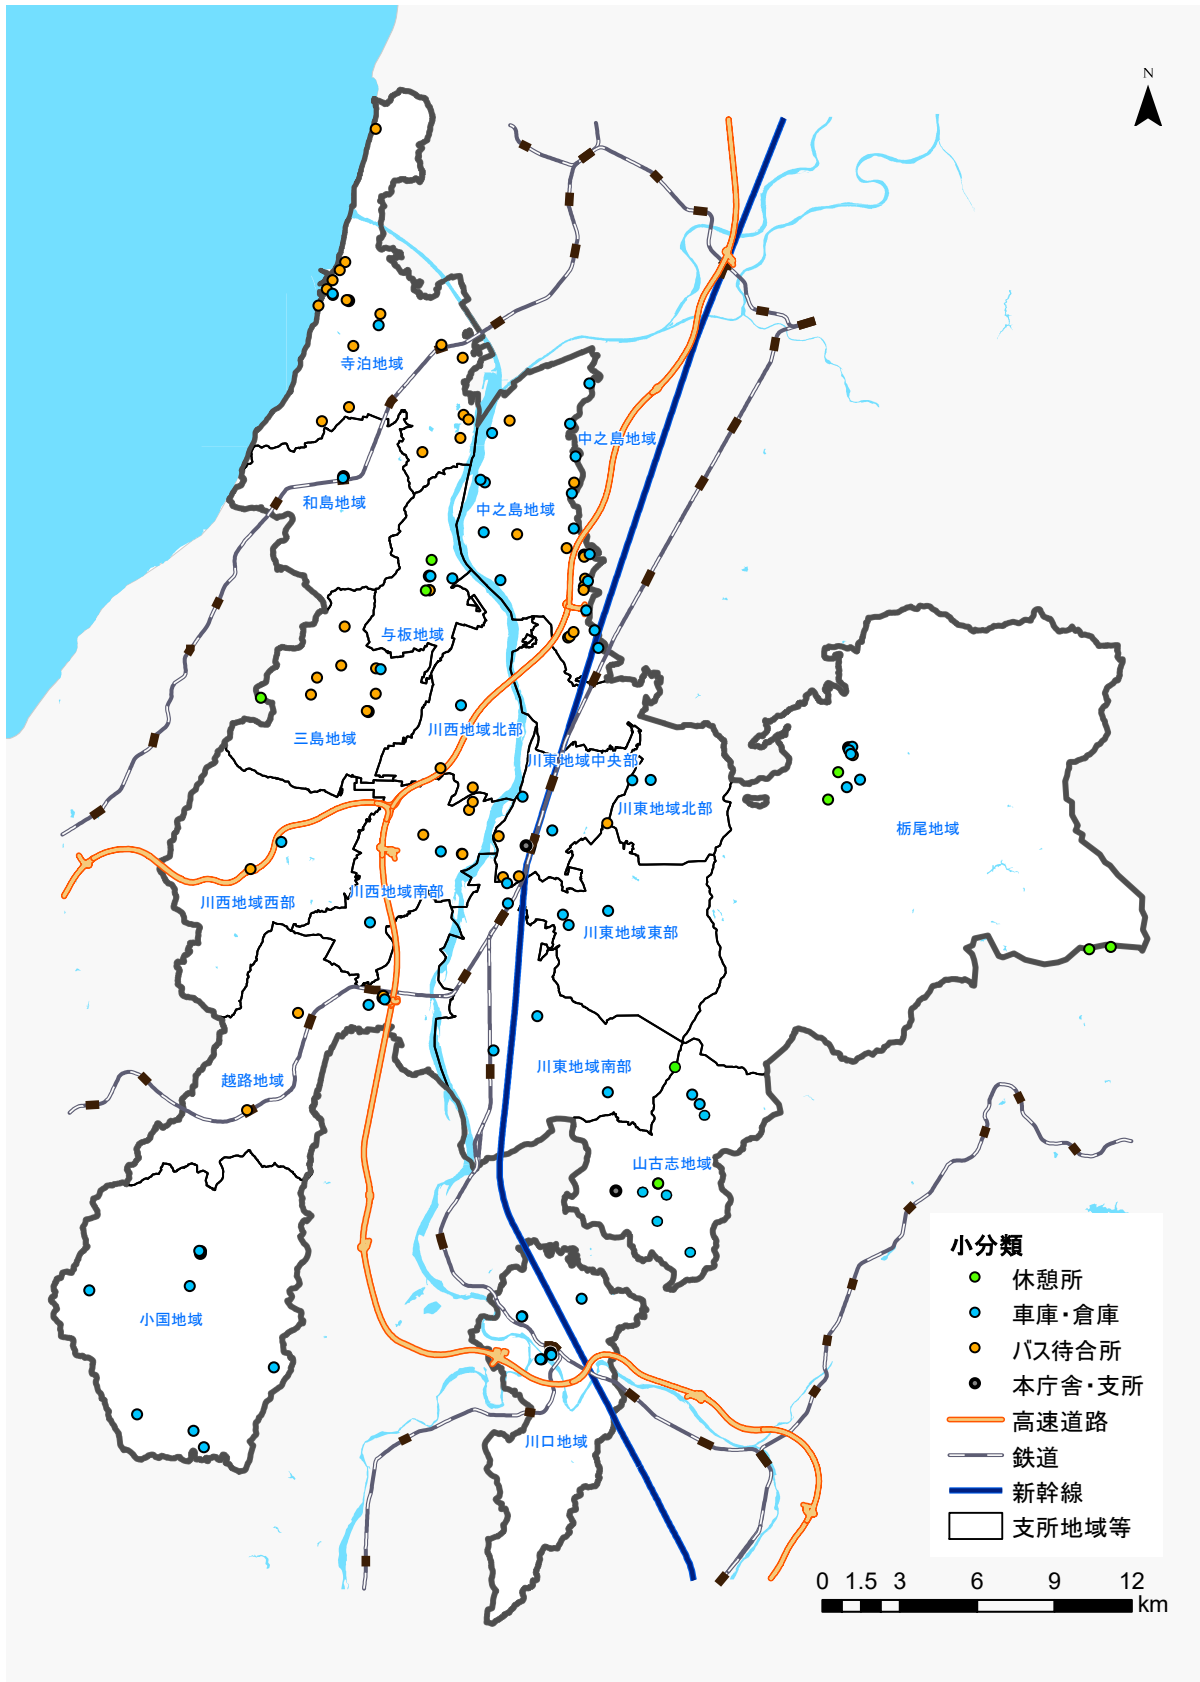 N
寺泊地域
中之島地域
和島地域
中之島地域
与板地域
三島地域
川西地域北部
川東地域中央部
川東地域北部
栃尾地域
川西地域西部
川西地域南部
川東地域東部
越路地域
川東地域南部
山古志地域
小国地域
川口地域
小分類
休憩所
車庫・倉庫
バス待合所
本庁舎・支所
高速道路
鉄道
新幹線
支所地域等
0 1.5 3 6 9 12
km